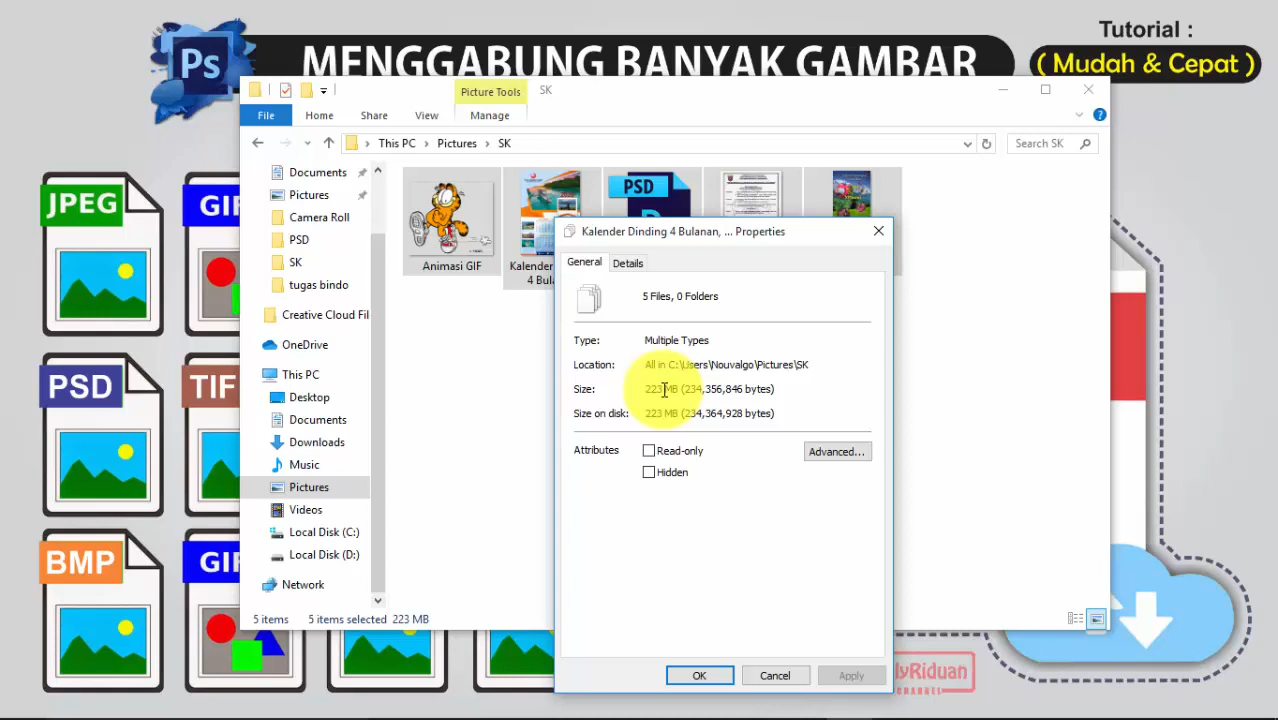 Tutorial :
Ps
MENGGABUNG BANYAK GAMBAR
( Mudah & Cepat )
Picture Tools
SK
File
Home
Share
View
Manage
This PC
Pictures
SK
Search SK
JPEG
GIF
PSD
TIF
BMP
GIF
Documents
Pictures
Camera Roll
PSD
SK
tugas bindo
Creative Cloud Fil
OneDrive
This PC
Desktop
Documents
Downloads
Music
Pictures
Videos
Local Disk (C:)
Local Disk (D:)
Network
PSD
Animasi GIF
Kalender
4 Bula
Kalender Dinding 4 Bulanan, ... Properties
General
Details
5 Files, 0 Folders
Type: Multiple Types
Location: All in C:\Users\Nouvalgo\Pictures\SK
Size: 223 MB (234,356,846 bytes)
Size on disk: 223 MB (234,364,928 bytes)
Attributes
Read-only
Advanced...
Hidden
OK
Cancel
Apply
5 items
5 items selected 223 MB
lyRiduan
CHANNEL